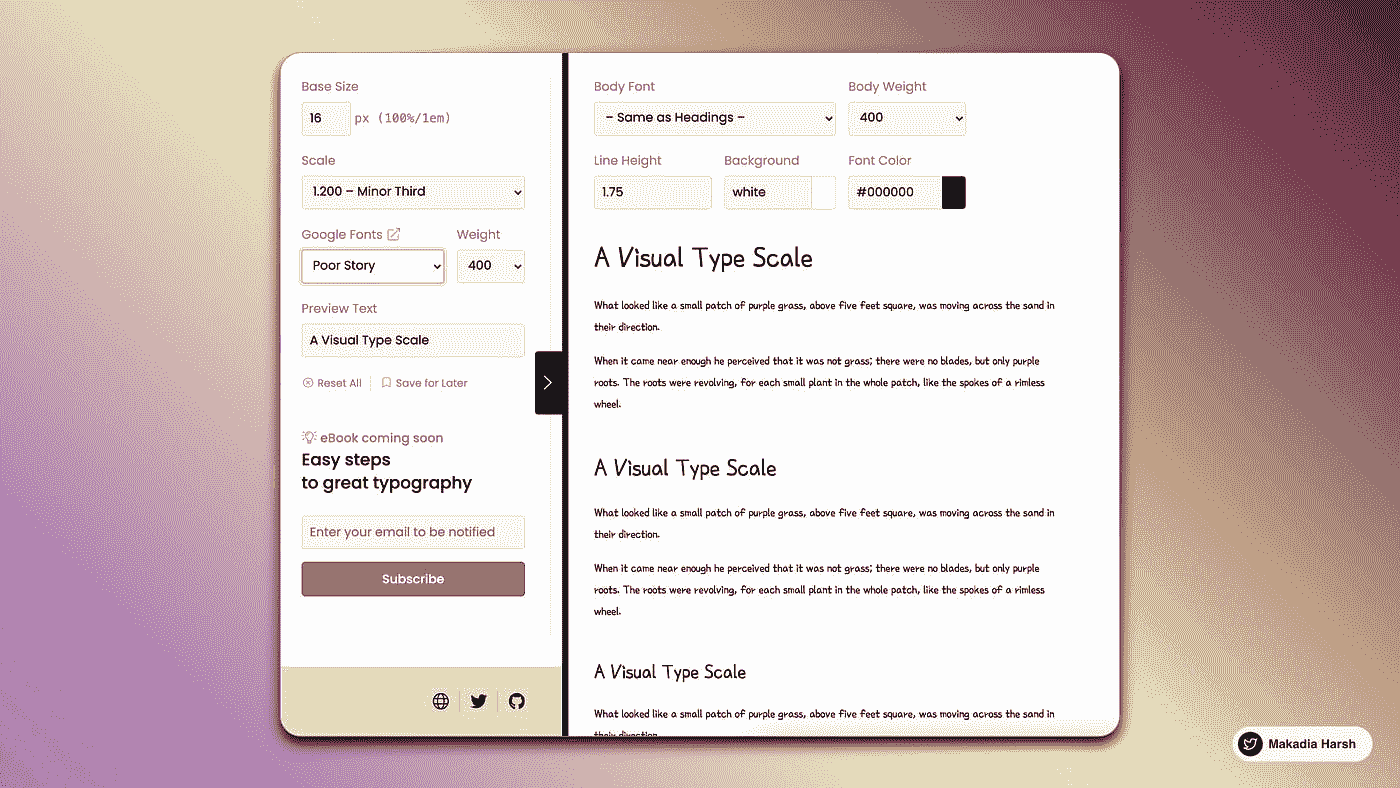 Base Size
16 px (100%/1em)
Scale
1.200 – Minor Third
Google Fonts Weight
Poor Story 400
Preview Text
A Visual Type Scale
Reset All Save for Later
eBook coming soon
Easy steps
to great typography
Enter your email to be notified
Subscribe
Body Font Body Weight
– Same as Headings – 400
Line Height Background Font Color
1.75 white #000000
A Visual Type Scale
What looked like a small patch of purple grass, above five feet square, was moving across the sand in
their direction.
When it came near enough he perceived that it was not grass; there were no blades, but only purple
roots. The roots were revolving, for each small plant in the whole patch, like the spokes of a rimless
wheel.
A Visual Type Scale
What looked like a small patch of purple grass, above five feet square, was moving across the sand in
their direction.
When it came near enough he perceived that it was not grass; there were no blades, but only purple
roots. The roots were revolving, for each small plant in the whole patch, like the spokes of a rimless
wheel.
A Visual Type Scale
What looked like a small patch of purple grass, above five feet square, was moving across the sand in
their direction.
Makadia Harsh